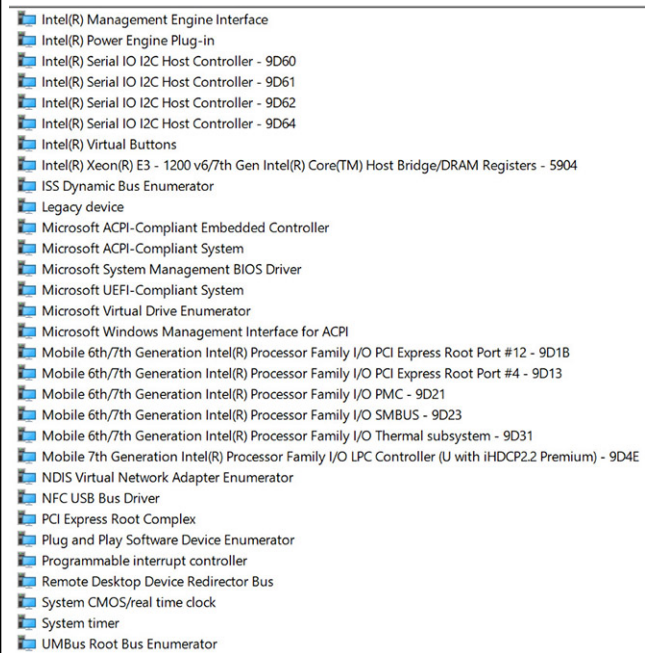 Intel(R) Management Engine Interface
Intel(R) Power Engine Plug-in
Intel(R) Serial IO I2C Host Controller - 9D60
Intel(R) Serial IO I2C Host Controller - 9D61
Intel(R) Serial IO I2C Host Controller - 9D62
Intel(R) Serial IO I2C Host Controller - 9D64
Intel(R) Virtual Buttons
Intel(R) Xeon(R) E3 - 1200 v6/7th Gen Intel(R) Core(TM) Host Bridge/DRAM Registers - 5904
ISS Dynamic Bus Enumerator
Legacy device
Microsoft ACPI-Compliant Embedded Controller
Microsoft ACPI-Compliant System
Microsoft System Management BIOS Driver
Microsoft UEFI-Compliant System
Microsoft Virtual Drive Enumerator
Microsoft Windows Management Interface for ACPI
Mobile 6th/7th Generation Intel(R) Processor Family I/O PCI Express Root Port #12 - 9D1B
Mobile 6th/7th Generation Intel(R) Processor Family I/O PCI Express Root Port #4 - 9D13
Mobile 6th/7th Generation Intel(R) Processor Family I/O PMC - 9D21
Mobile 6th/7th Generation Intel(R) Processor Family I/O SMBUS - 9D23
Mobile 6th/7th Generation Intel(R) Processor Family I/O Thermal subsystem - 9D31
Mobile 7th Generation Intel(R) Processor Family I/O LPC Controller (U with iHDCP2.2 Premium) - 9D4E
NDIS Virtual Network Adapter Enumerator
NFC USB Bus Driver
PCI Express Root Complex
Plug and Play Software Device Enumerator
Programmable interrupt controller
Remote Desktop Device Redirector Bus
System CMOS/real time clock
System timer
UMBus Root Bus Enumerator